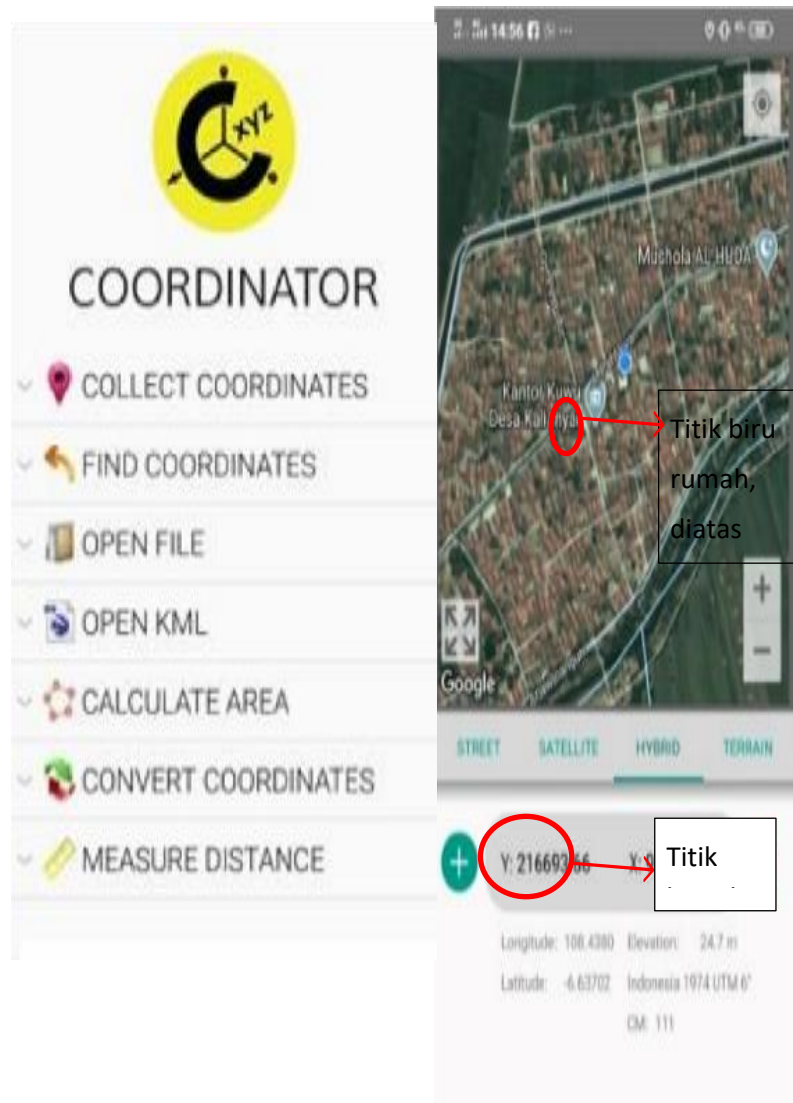 xyz
COORDINATOR
COLLECT COORDINATES
FIND COORDINATES
OPEN FILE
OPEN KML
CALCULATE AREA
CONVERT COORDINATES
MEASURE DISTANCE
14:56
Mushola AL-HUDA
Kantor Kuwu
Desa
Titik biru
rumah,
diatas
Google
STREET SATELLITE HYBRID TERRAIN
Y: 216693.66 X:
Titik
Longitude: 108.4380 Elevation: 24.7 m
Latitude: -6.63702 Indonesia 1974 UTM 6°
CM: 111